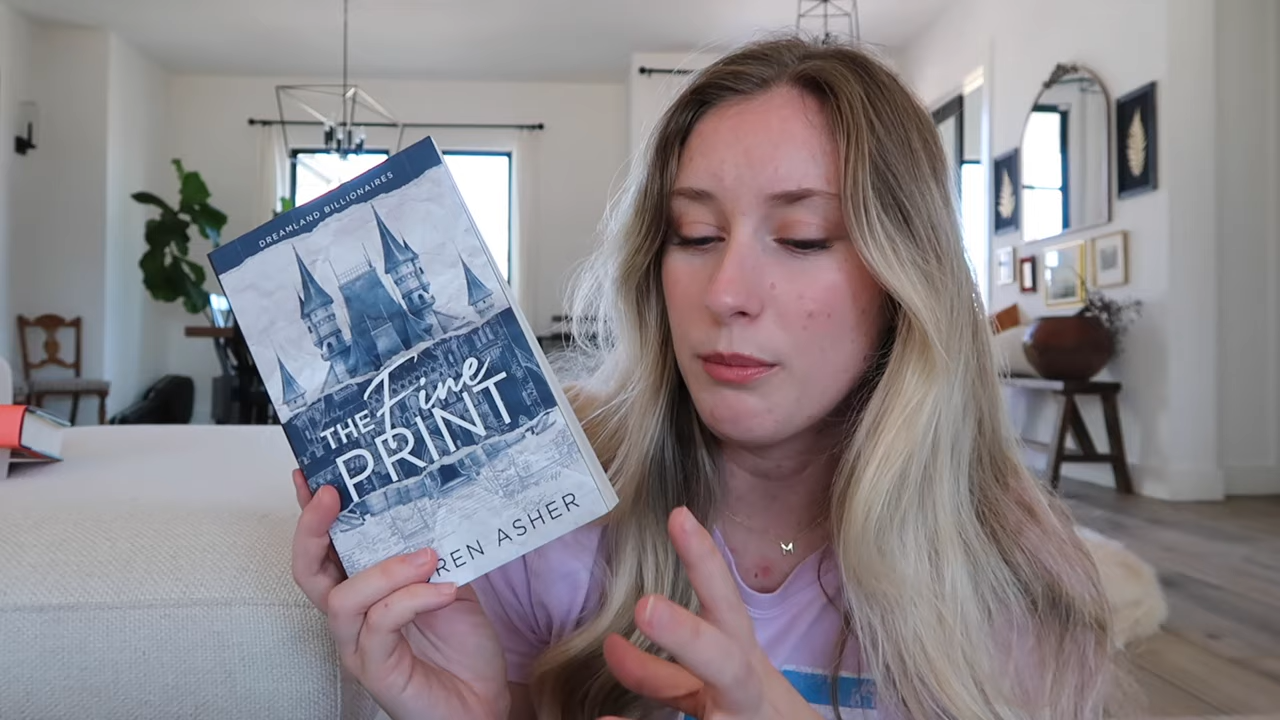 DREAMLAND BILLIONAIRES
THE Fine
PRINT
REN ASHER
M